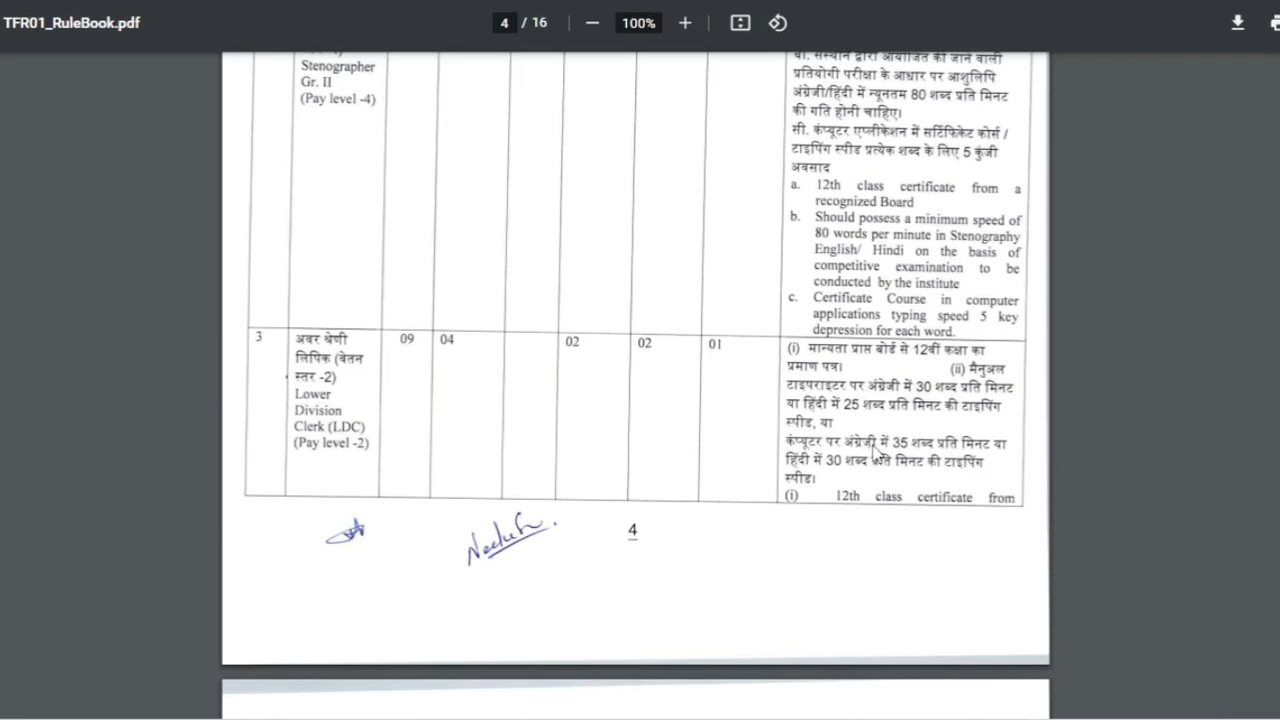 TFR01_RuleBook.pdf
4 / 16
100%
Stenographer
Gr. II
(Pay level -4)
बी. संस्थान द्वारा आयोजित की जाने वाली
प्रतियोगी परीक्षा के आधार पर आशुलिपि
अंग्रेजी/हिंदी में न्यूनतम 80 शब्द प्रति मिनट
की गति होनी चाहिए।
सी. कंप्यूटर एप्लीकेशन में सर्टिफिकेट कोर्स /
टाइपिंग स्पीड प्रत्येक शब्द के लिए 5 कुंजी
अवसाद
a. 12th class certificate from a
recognized Board
b. Should possess a minimum speed of
80 words per minute in Stenography
English/ Hindi on the basis of
competitive examination to be
conducted by the institute
c. Certificate Course in computer
applications typing speed 5 key
depression for each word.
3
अवर श्रेणी
लिपिक (वेतन
स्तर -2)
Lower
Division
Clerk (LDC)
(Pay level -2)
09
04
02
02
01
(i) मान्यता प्राप्त बोर्ड से 12वीं कक्षा का
प्रमाण पत्र। (ii) मैनुअल
टाइपराइटर पर अंग्रेजी में 30 शब्द प्रति मिनट
या हिंदी में 25 शब्द प्रति मिनट की टाइपिंग
स्पीड, या
कंप्यूटर पर अंग्रेजी में 35 शब्द प्रति मिनट या
हिंदी में 30 शब्द प्रति मिनट की टाइपिंग
स्पीड।
(i) 12th class certificate from
4